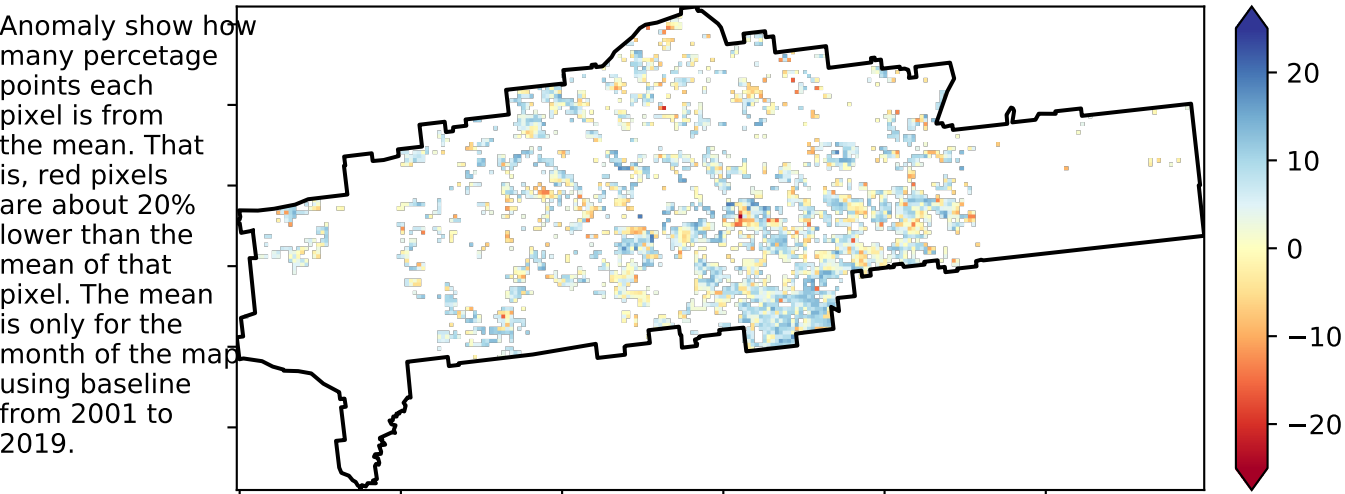 Anomaly show how
many percetage
points each
pixel is from
the mean. That
is, red pixels
are about 20%
lower than the
mean of that
pixel. The mean
is only for the
month of the map
using baseline
from 2001 to
2019.
20
10
0
−10
−20